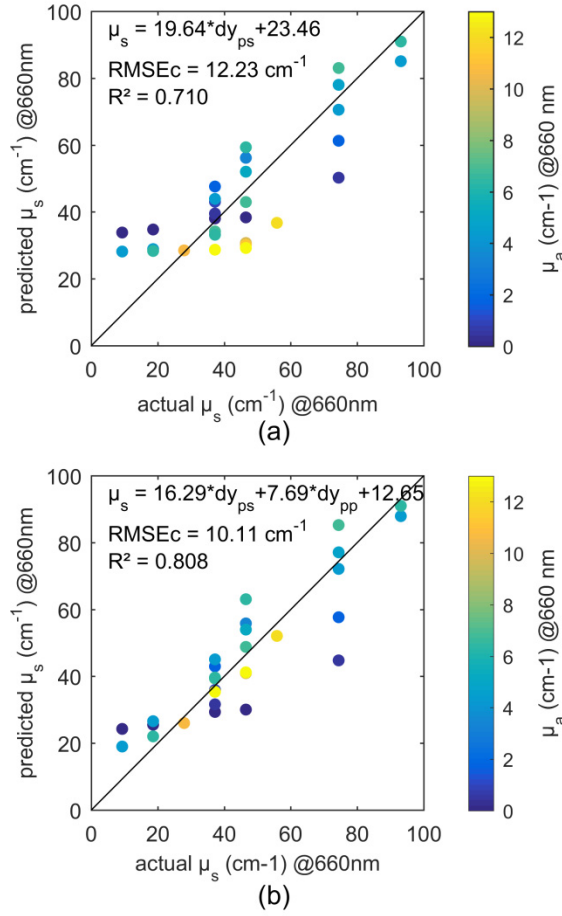 (a)
μs = 19.64*dyps+23.46
RMSEc = 12.23 cm-1
R² = 0.710
100
80
60
40
20
0
predicted μs (cm-1) @660nm
0 20 40 60 80 100
actual μs (cm-1) @660nm
12
10
8
6
4
2
0
μa (cm-1) @660 nm
(a)
μs = 16.29*dyps+7.69*dypp+12.65
RMSEc = 10.11 cm-1
R² = 0.808
100
80
60
40
20
0
predicted μs (cm-1) @660nm
0 20 40 60 80 100
actual μs (cm-1) @660nm
12
10
8
6
4
2
0
μa (cm-1) @660 nm
(b)